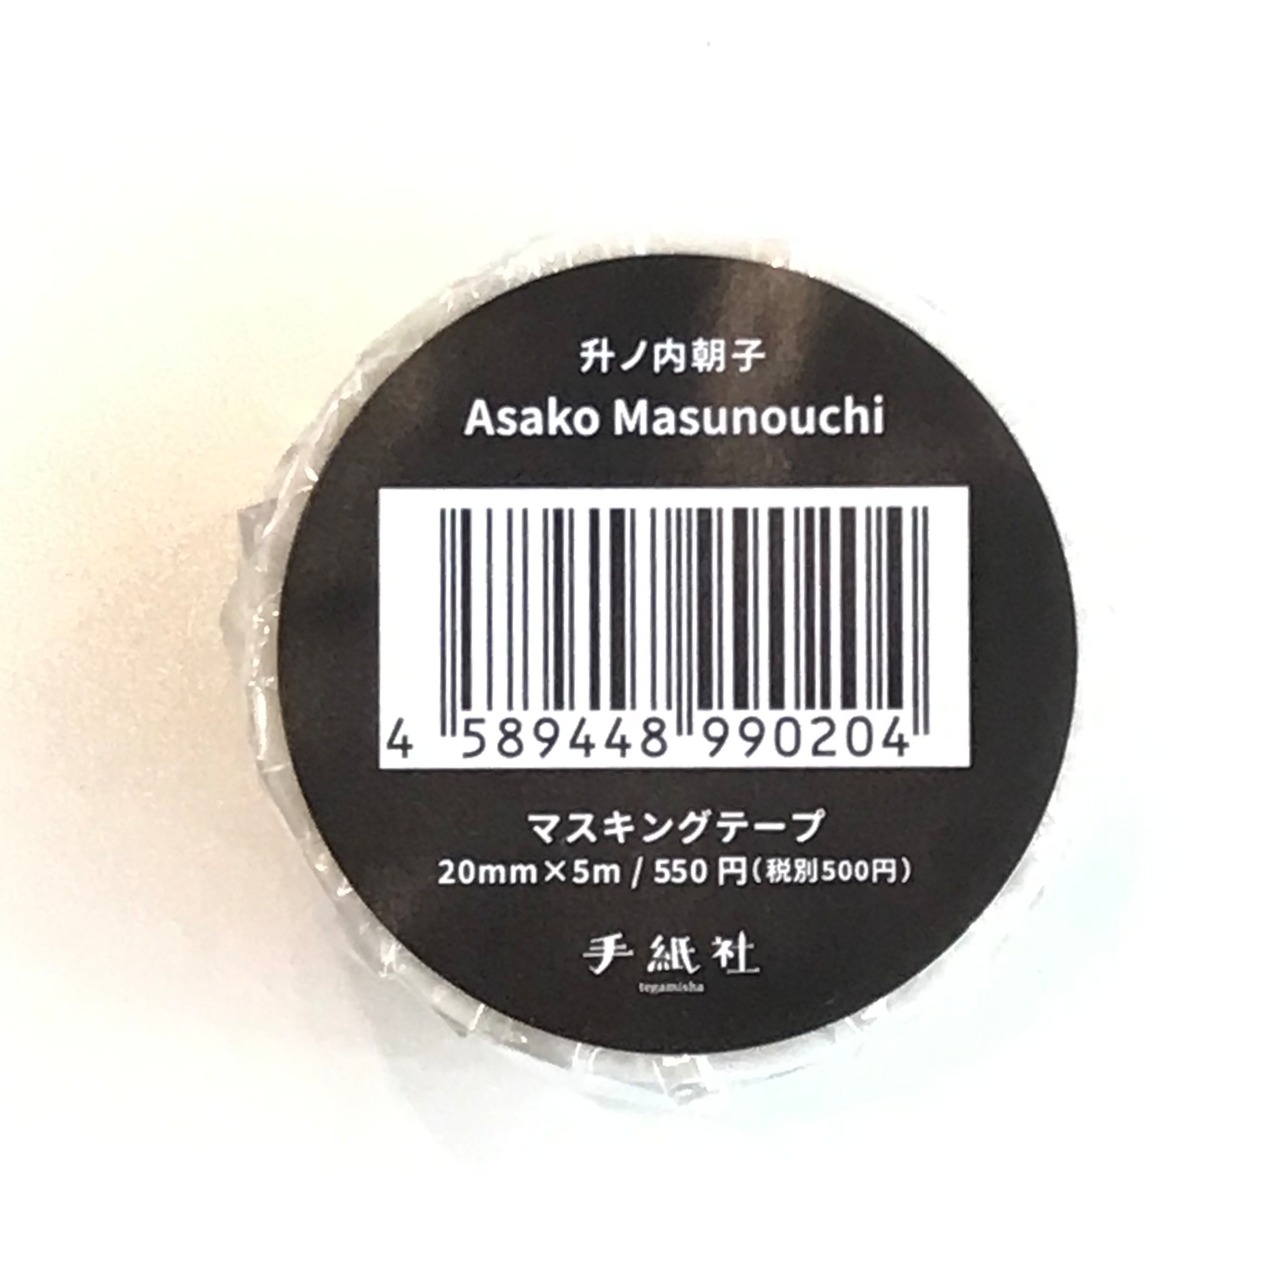 升ノ内朝子
Asako Masunouchi
4 589448 990204
マスキングテープ
20mm×5m / 550 円(税別500円)
手紙社
tegamisha